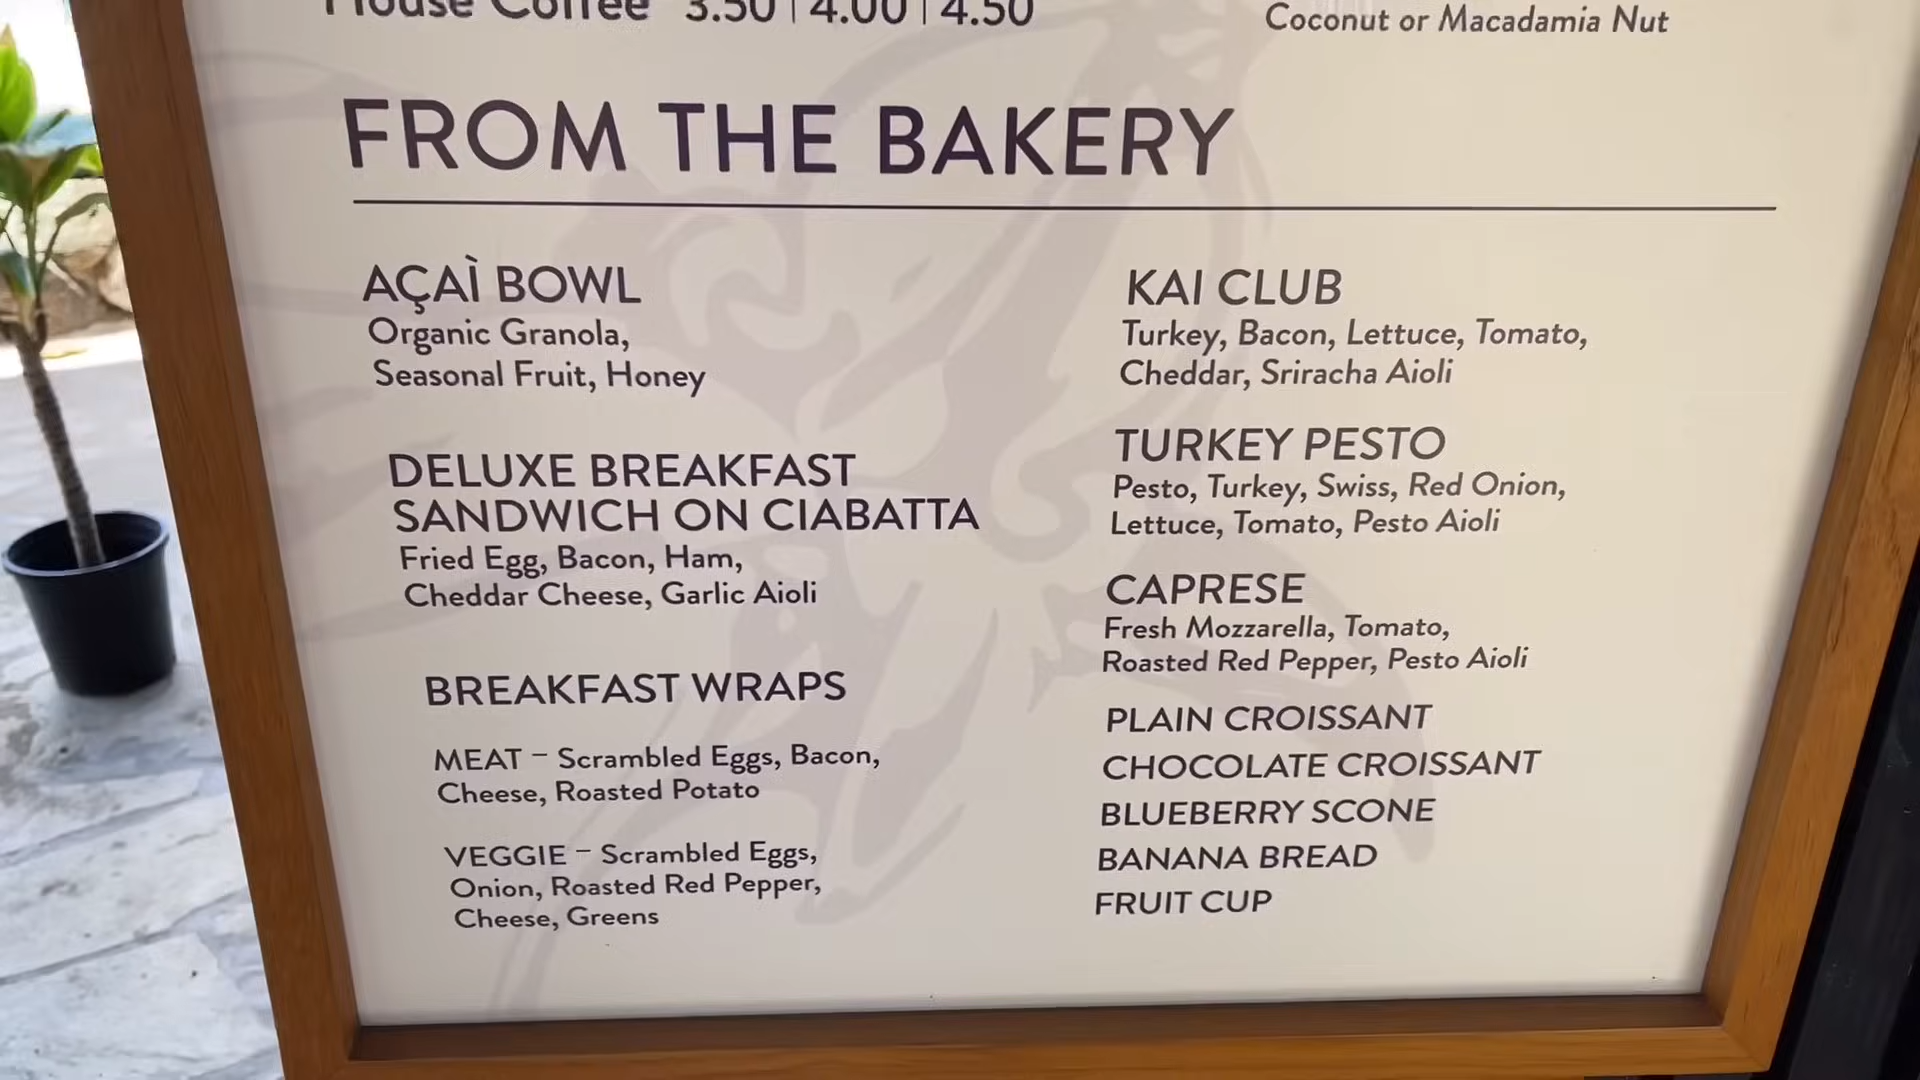 House Coffee 3.50 | 4.00 | 4.50
Coconut or Macadamia Nut
FROM THE BAKERY
AÇAÌ BOWL
Organic Granola,
Seasonal Fruit, Honey
DELUXE BREAKFAST
SANDWICH ON CIABATTA
Fried Egg, Bacon, Ham,
Cheddar Cheese, Garlic Aioli
BREAKFAST WRAPS
MEAT – Scrambled Eggs, Bacon,
Cheese, Roasted Potato
VEGGIE – Scrambled Eggs,
Onion, Roasted Red Pepper,
Cheese, Greens
KAI CLUB
Turkey, Bacon, Lettuce, Tomato,
Cheddar, Sriracha Aioli
TURKEY PESTO
Pesto, Turkey, Swiss, Red Onion,
Lettuce, Tomato, Pesto Aioli
CAPRESE
Fresh Mozzarella, Tomato,
Roasted Red Pepper, Pesto Aioli
PLAIN CROISSANT
CHOCOLATE CROISSANT
BLUEBERRY SCONE
BANANA BREAD
FRUIT CUP